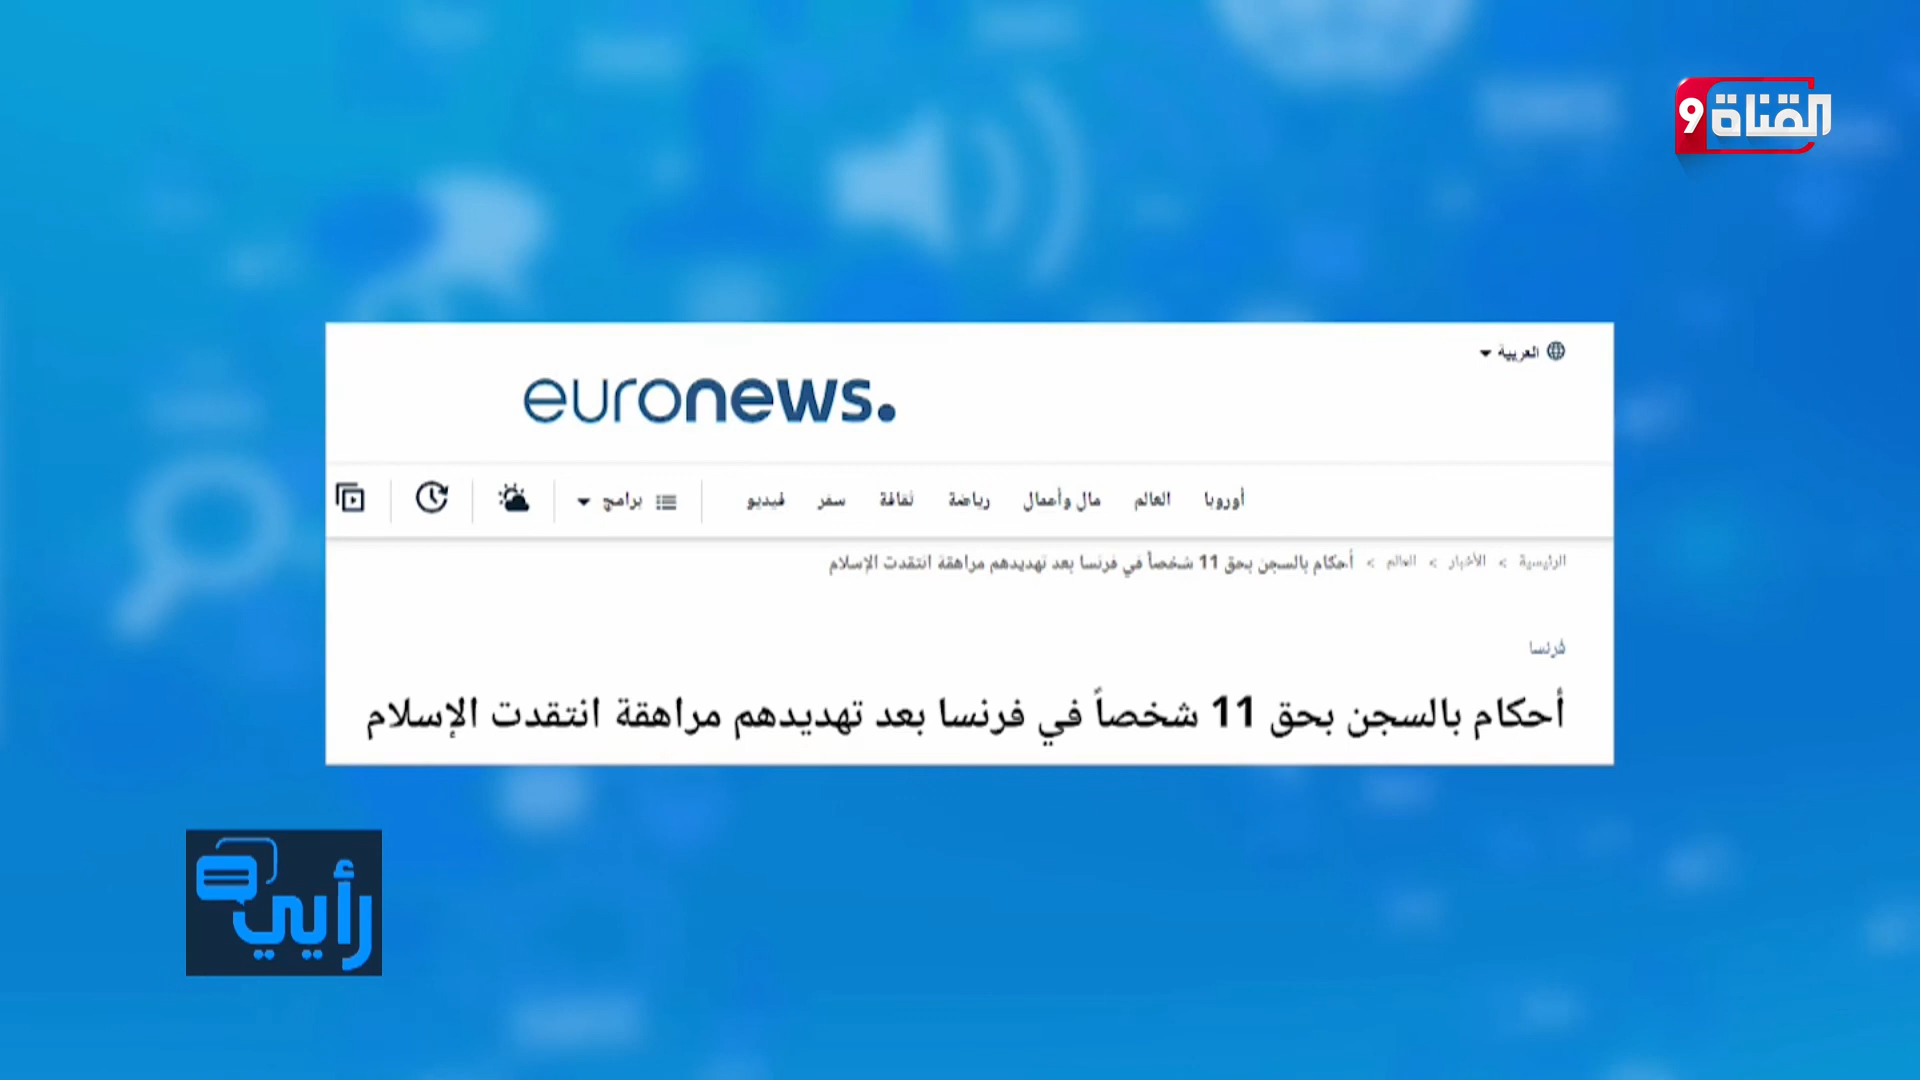 القناة 9
العربية
euronews.
أوروبا العالم مال وأعمال رياضة ثقافة سفر فيديو برامج
الرئيسية > الأخبار > العالم > أحكام بالسجن بحق 11 شخصاً في فرنسا بعد تهديدهم مراهقة انتقدت الإسلام
فرنسا
أحكام بالسجن بحق 11 شخصاً في فرنسا بعد تهديدهم مراهقة انتقدت الإسلام
رأيي